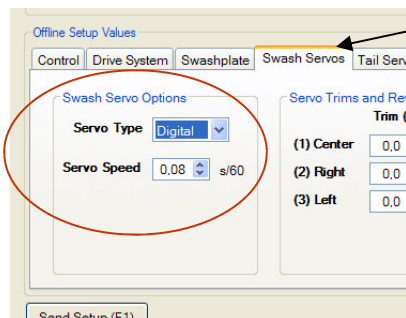 Offline Setup Values
Control Drive System Swashplate Swash Servos Tail Serv
Swash Servo Options
Servo Type Digital
Servo Speed 0,08 s/60
Servo Trims and Re
Trim (
(1) Center 0,0
(2) Right 0,0
(3) Left 0,0
Send Setup (F1)